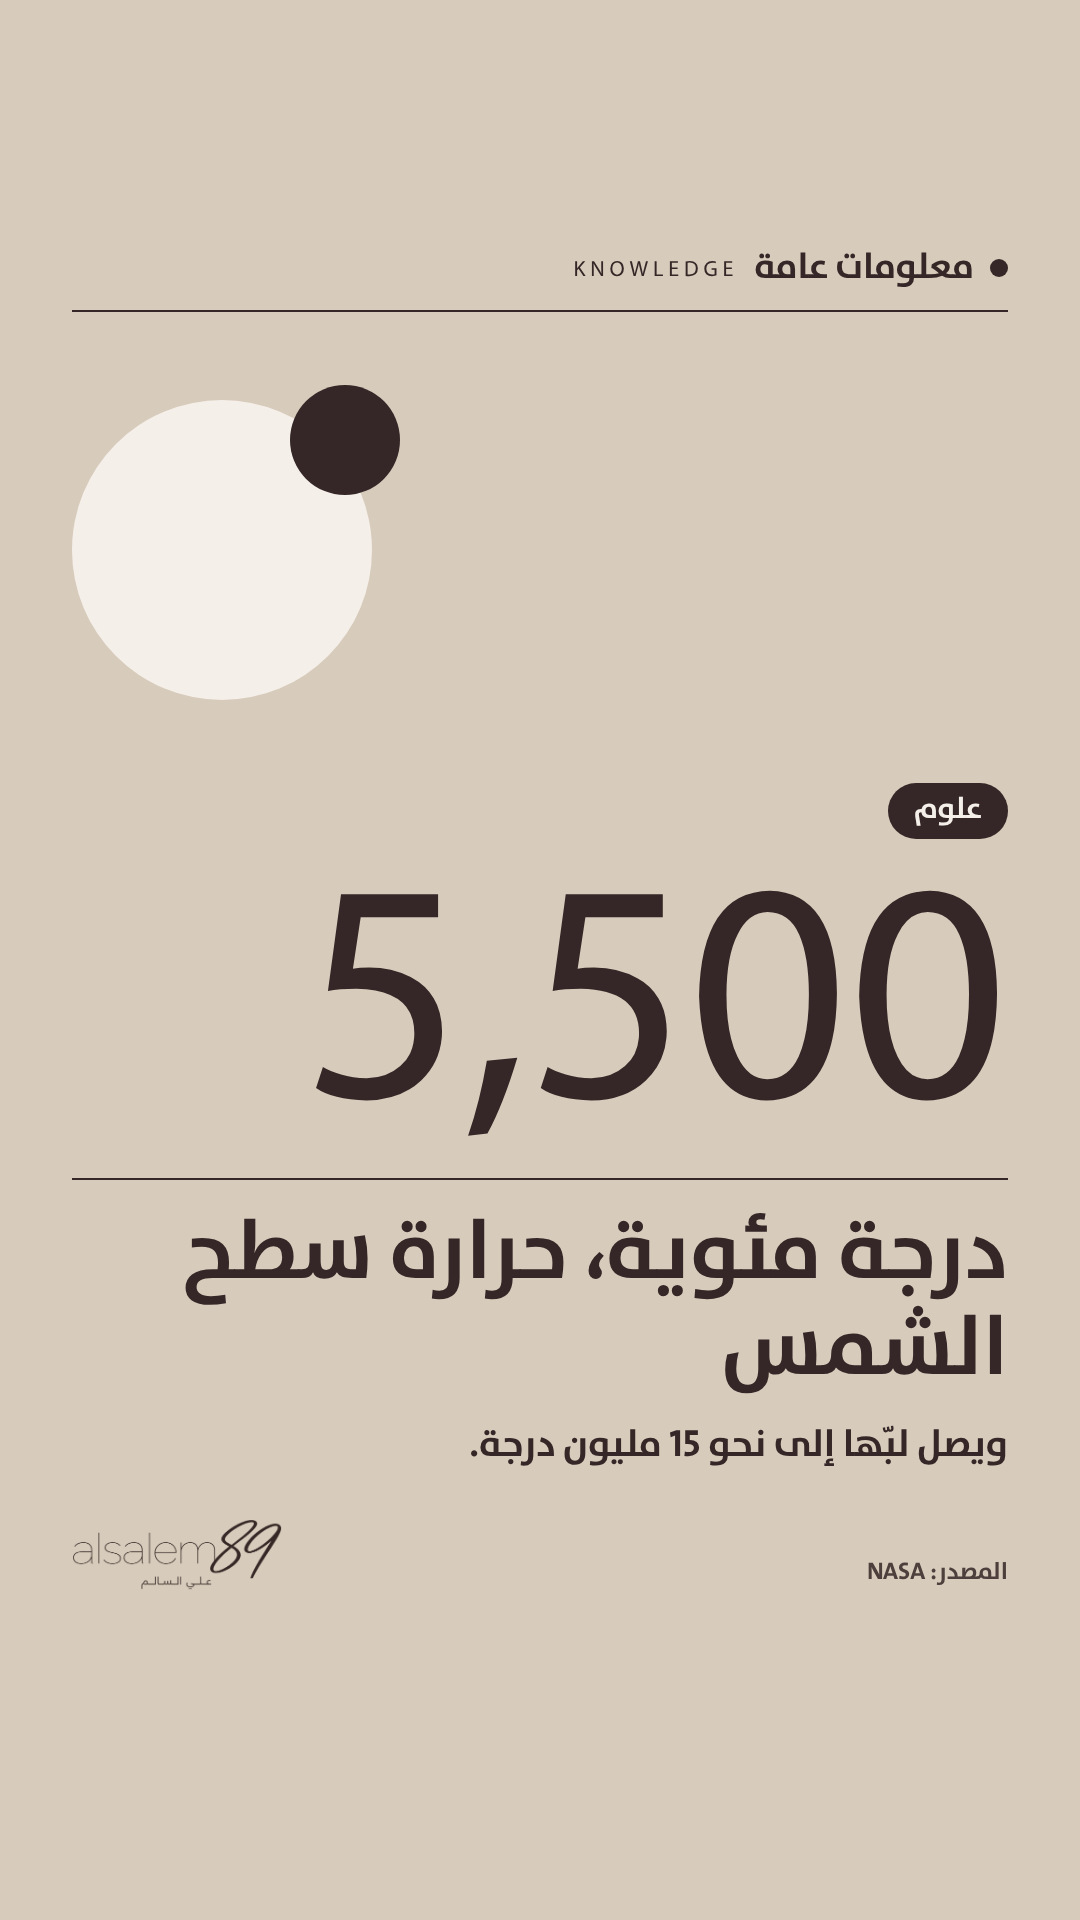 معلومات عامة KNOWLEDGE
علوم
5,500
درجة مئوية، حرارة سطح
الشمس
ويصل لبّها إلى نحو 15 مليون درجة.
المصدر: NASA
alsalem89
علي السالم